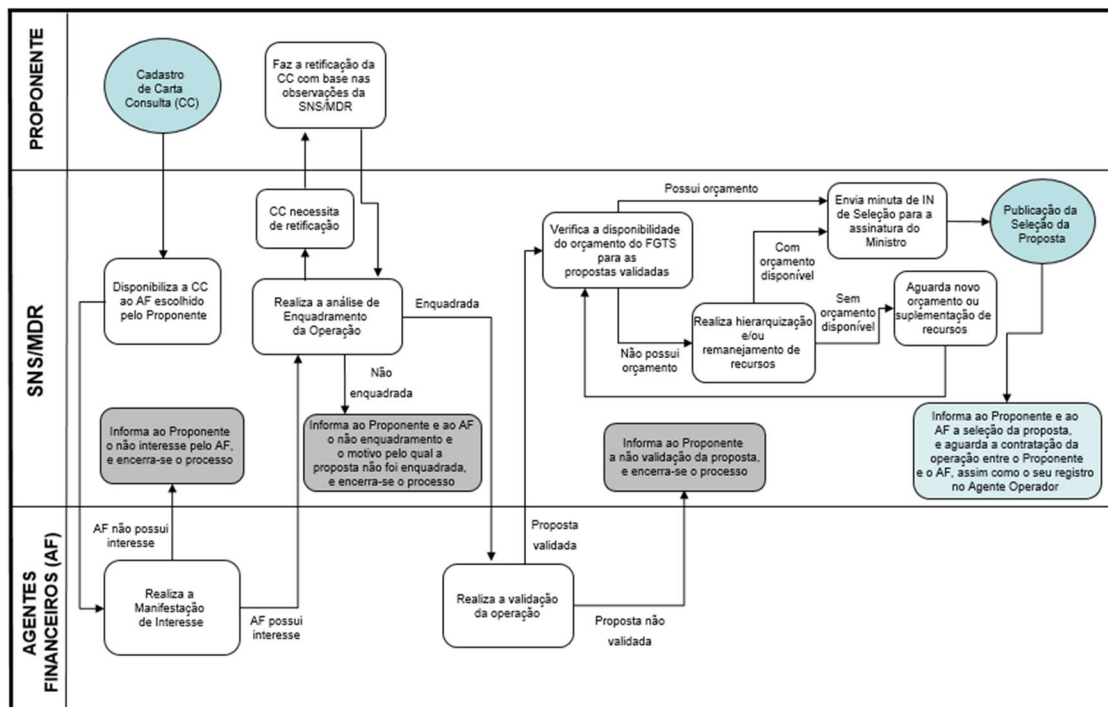 PROPONENTE
Cadastro
de Carta
Consulta (CC)
Faz a retificação da
CC com base nas
observações da
SNS/MDR
SNS/MDR
Disponibiliza a CC
ao AF escolhido
pelo Proponente
CC necessita
de retificação
Realiza a análise de
Enquadramento
da Operação
Enquadrada
Não
enquadrada
Informa ao Proponente
o não interesse pelo AF,
e encerra-se o processo
Informa ao Proponente e ao AF
o não enquadramento e
o motivo pelo qual a
proposta não foi enquadrada,
e encerra-se o processo
Verifica a disponibilidade
do orçamento do FGTS
para as
propostas validadas
Possui orçamento
Não possui
orçamento
Realiza hierarquização
e/ou
remanejamento de
recursos
Com
orçamento
disponível
Sem
orçamento
disponível
Envia minuta de IN
de Seleção para a
assinatura do
Ministro
Aguarda novo
orçamento ou
suplementação de
recursos
Publicação da
Seleção da
Proposta
Informa ao Proponente
a não validação da proposta,
e encerra-se o processo
Informa ao Proponente e ao
AF a seleção da proposta,
e aguarda a contratação da
operação entre o Proponente
e o AF, assim como o seu registro
no Agente Operador
AGENTES
FINANCEIROS (AF)
AF não possui
interesse
Realiza a
Manifestação
de Interesse
AF possui
interesse
Proposta
validada
Realiza a validação
da operação
Proposta não
validada